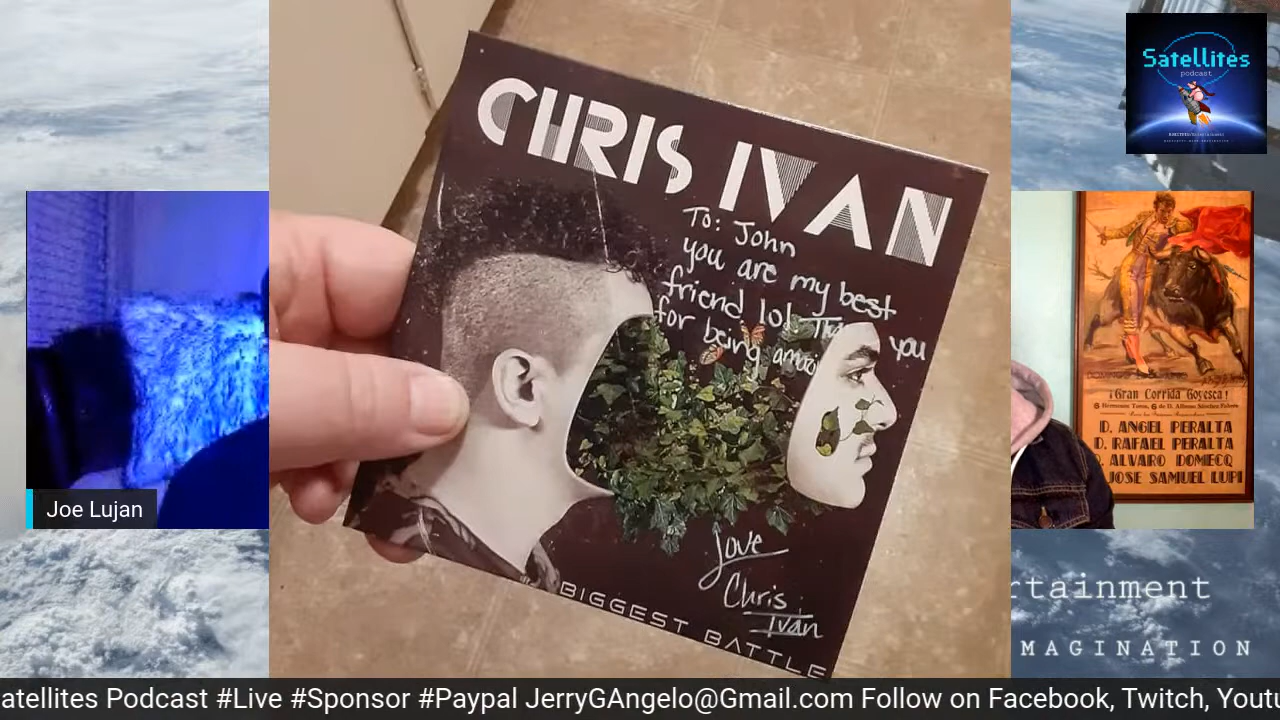 Satellites
podcast
CHRIS IVAN
To: John
you are my best
friend lol. you
for being
Love
Chris
Ivan
BIGGEST BATTLE
Joe Lujan
¡Gran Corrida Goyesca!
D. ANGEL PERALTA
D. RAFAEL PERALTA
ALVARO DOMECQ
JOSE SAMUEL LUPI
rtainment
MAGINATION
atellites Podcast #Live #Sponsor #Paypal JerryGAngelo@Gmail.com Follow on Facebook, Twitch, Youtu